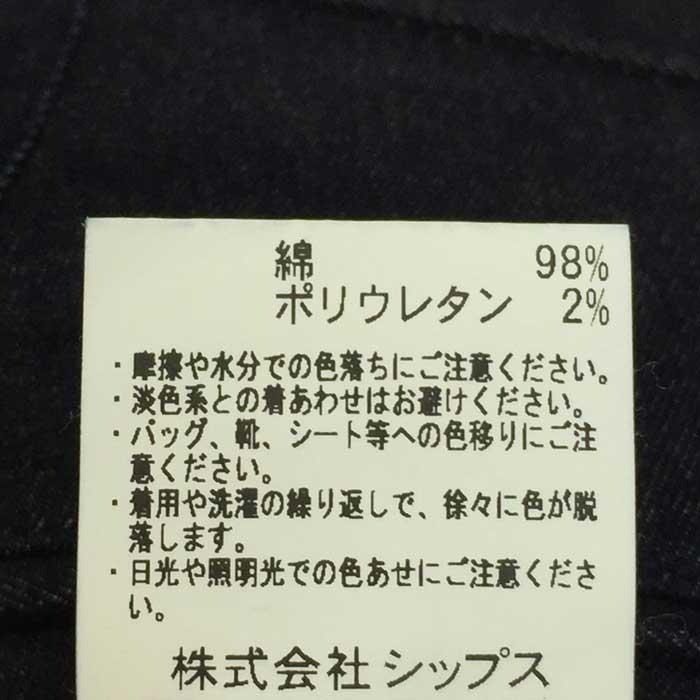 綿 98%
ポリウレタン 2%
・摩擦や水分での色落ちにご注意ください。
・淡色系との着あわせはお避けください。
・バッグ、靴、シート等への色移りにご注
意ください。
・着用や洗濯の繰り返しで、徐々に色が脱
落します。
・日光や照明光での色あせにご注意くださ
い。
株式会社シップス